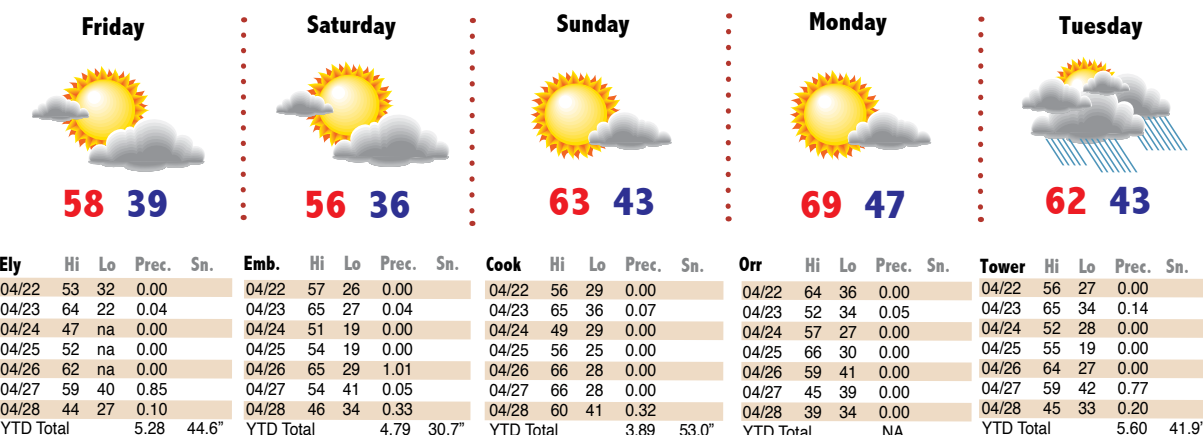 Friday Saturday Sunday Monday Tuesday
58 39 56 36 63 43 69 47 62 43
Ely Hi Lo Prec. Sn.
04/22 53 32 0.00
04/23 64 22 0.04
04/24 47 na 0.00
04/25 52 na 0.00
04/26 62 na 0.00
04/27 59 40 0.85
04/28 44 27 0.10
YTD Total 5.28 44.6"
Emb. Hi Lo Prec. Sn.
04/22 57 26 0.00
04/23 65 27 0.04
04/24 51 19 0.00
04/25 54 19 0.00
04/26 65 29 1.01
04/27 54 41 0.05
04/28 46 34 0.33
YTD Total 4.79 30.7"
Cook Hi Lo Prec. Sn.
04/22 56 29 0.00
04/23 65 36 0.07
04/24 49 29 0.00
04/25 56 25 0.00
04/26 66 28 0.00
04/27 66 28 0.00
04/28 60 41 0.32
YTD Total 3.89 53.0"
Orr Hi Lo Prec. Sn.
04/22 64 36 0.00
04/23 52 34 0.05
04/24 57 27 0.00
04/25 66 30 0.00
04/26 59 41 0.00
04/27 45 39 0.00
04/28 39 34 0.00
YTD Total NA
Tower Hi Lo Prec. Sn.
04/22 56 27 0.00
04/23 65 34 0.14
04/24 52 28 0.00
04/25 55 19 0.00
04/26 64 27 0.00
04/27 59 42 0.77
04/28 45 33 0.20
YTD Total 5.60 41.9"